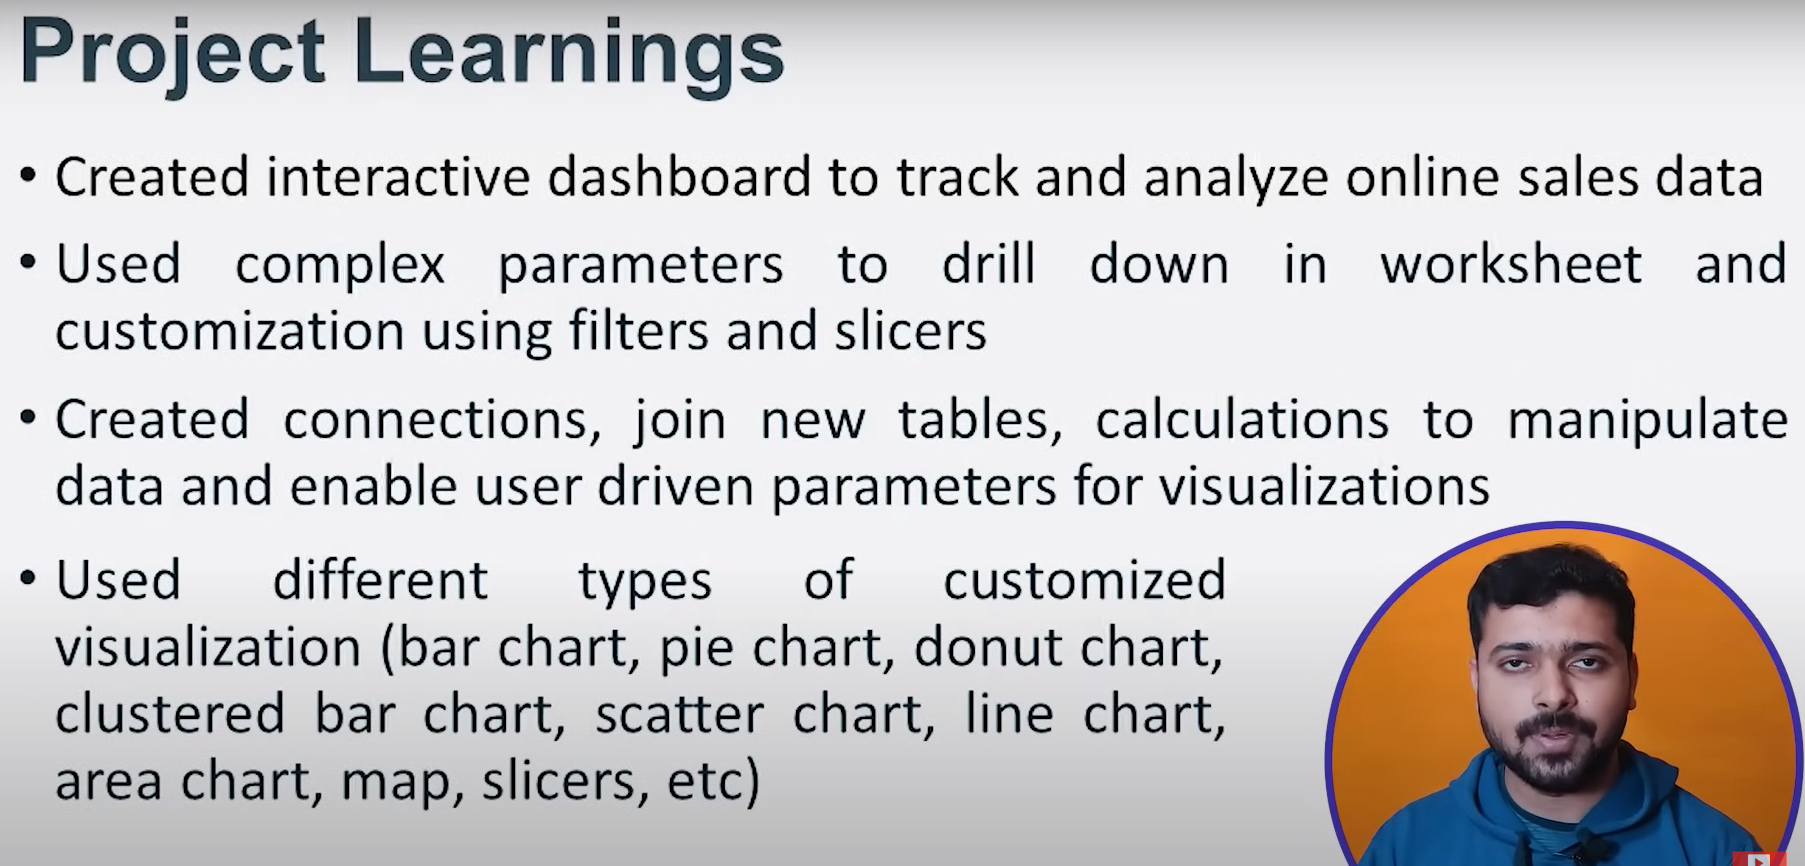 Project Learnings
• Created interactive dashboard to track and analyze online sales data
• Used complex parameters to drill down in worksheet and
customization using filters and slicers
• Created connections, join new tables, calculations to manipulate
data and enable user driven parameters for visualizations
• Used different types of customized
visualization (bar chart, pie chart, donut chart,
clustered bar chart, scatter chart, line chart,
area chart, map, slicers, etc)